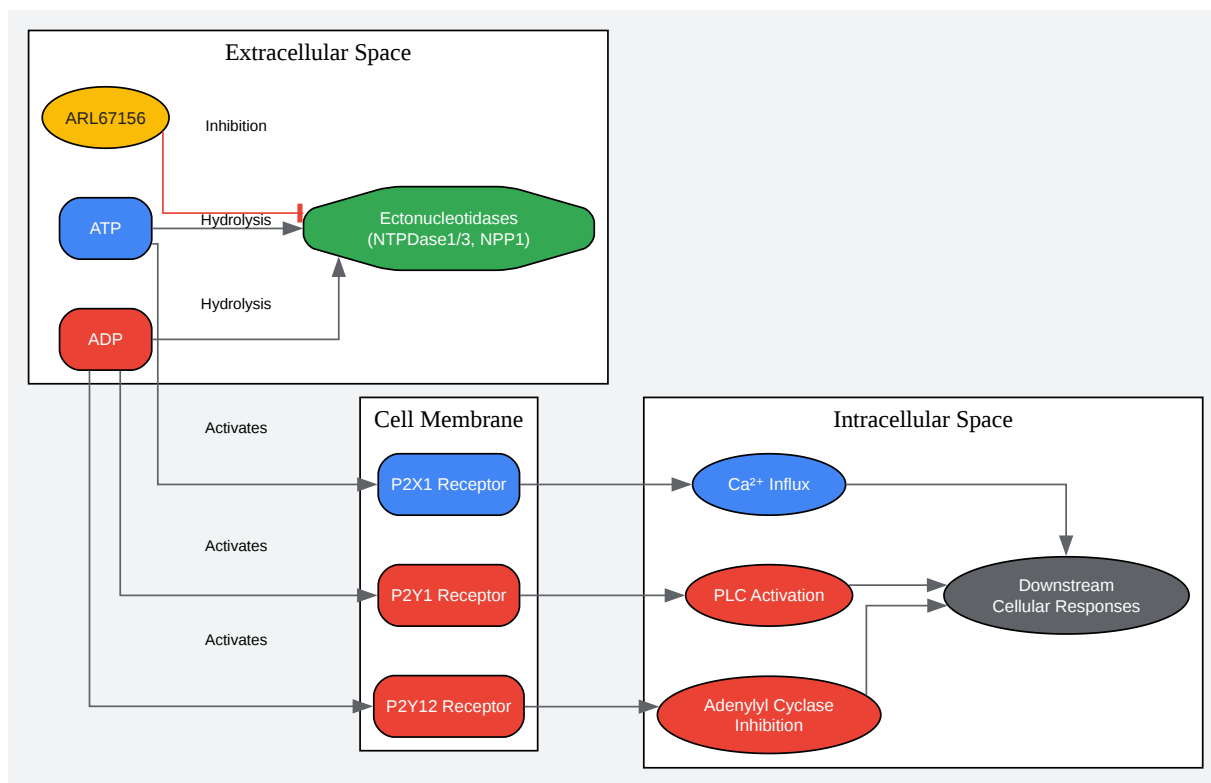 Extracellular Space
ARL67156
Inhibition
ATP
Hydrolysis
Ectonucleotidases
(NTPDase1/3, NPP1)
Hydrolysis
ADP
Activates
Cell Membrane
Intracellular Space
P2X1 Receptor
Ca²⁺ Influx
Activates
P2Y1 Receptor
PLC Activation
Downstream
Cellular Responses
Activates
P2Y12 Receptor
Adenylyl Cyclase
Inhibition